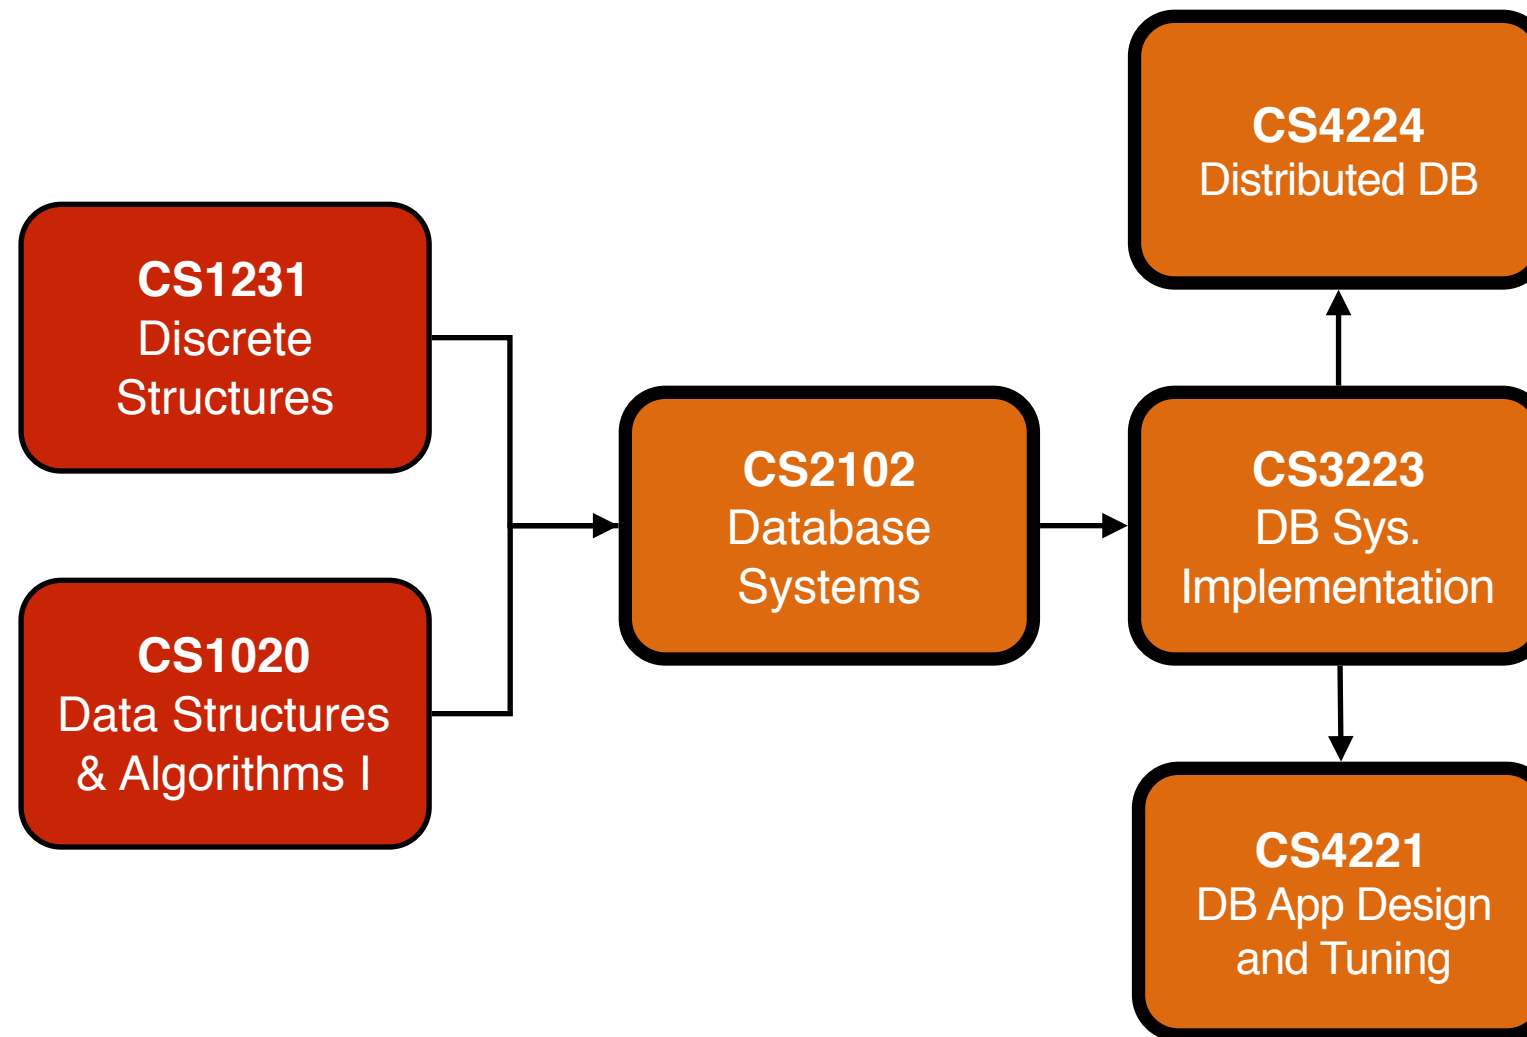 CS1231
Discrete
Structures
CS1020
Data Structures
& Algorithms I
CS2102
Database
Systems
CS4224
Distributed DB
CS3223
DB Sys.
Implementation
CS4221
DB App Design
and Tuning